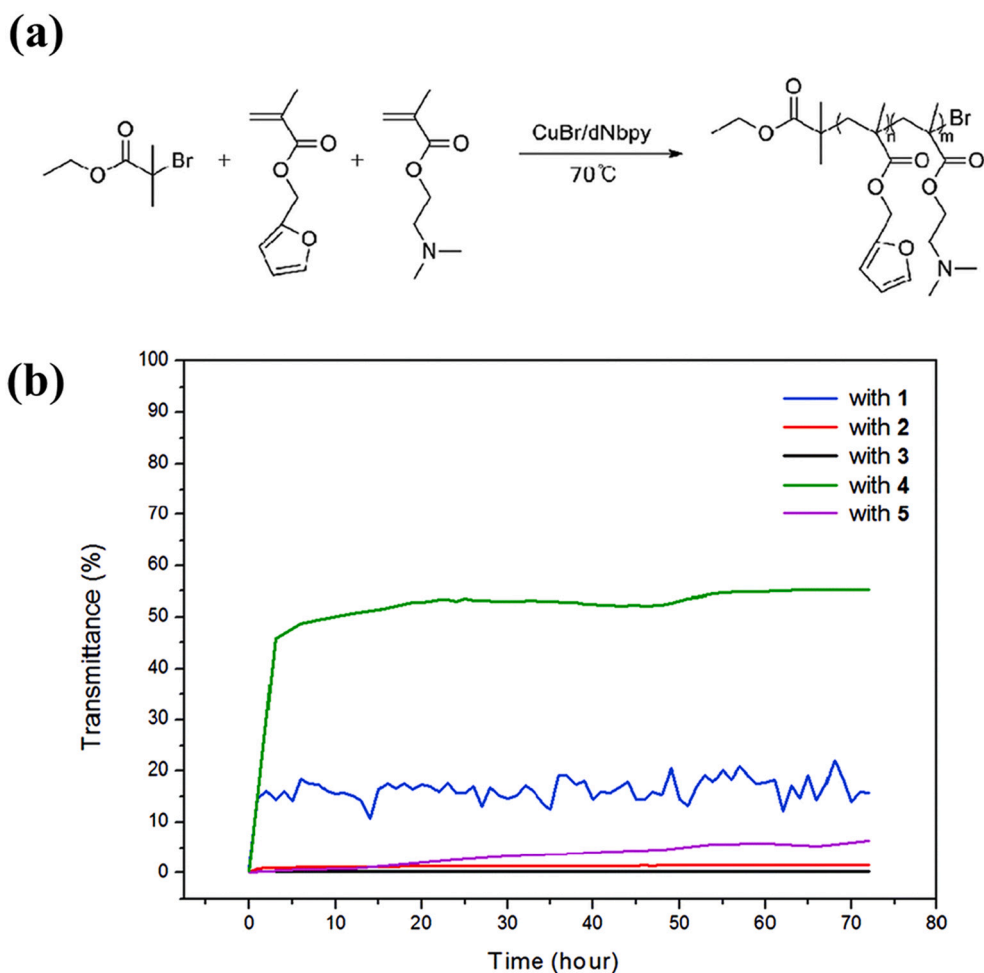 (a)
O
O
Br
+
O
O
O
+
O
O
N
CuBr/dNbpy
70℃
O
O
n
m
Br
O
O
O
O
O
N
(b)
100
90
80
70
60
50
40
30
20
10
0
Transmittance (%)
with 1
with 2
with 3
with 4
with 5
0 10 20 30 40 50 60 70 80
Time (hour)